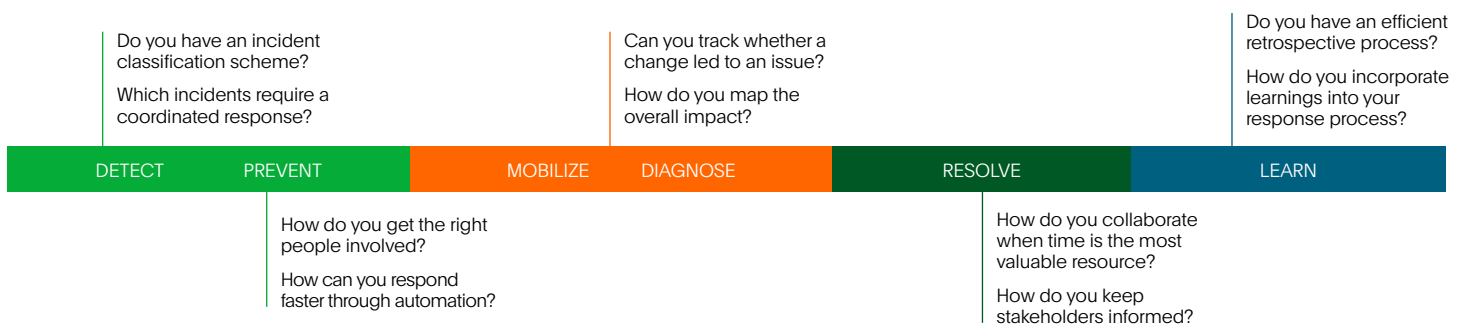 Do you have an incident
classification scheme?
Which incidents require a
coordinated response?
Can you track whether a
change led to an issue?
How do you map the
overall impact?
Do you have an efficient
retrospective process?
How do you incorporate
learnings into your
response process?
DETECT
PREVENT
MOBILIZE
DIAGNOSE
RESOLVE
LEARN
How do you get the right
people involved?
How can you respond
faster through automation?
How do you collaborate
when time is the most
valuable resource?
How do you keep
stakeholders informed?